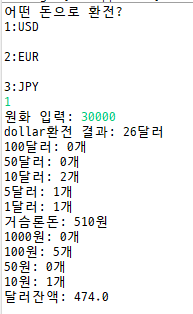 어떤 돈으로 환전?
1:USD
2:EUR
3:JPY
1
원화 입력: 30000
dollar환전 결과: 26달러
100달러: 0개
50달러: 0개
10달러: 2개
5달러: 1개
1달러: 1개
거슴론돈: 510원
1000원: 0개
100원: 5개
50원: 0개
10원: 1개
달러잔액: 474.0